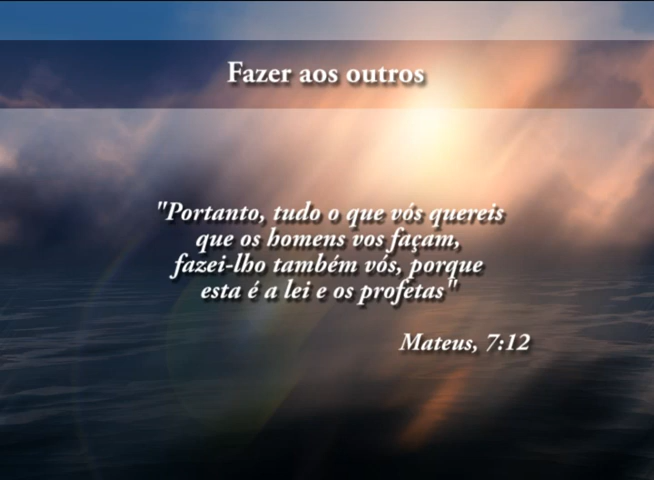 Fazer aos outros
"Portanto, tudo o que vós quereis
que os homens vos façam,
fazei-lho também vós, porque
esta é a lei e os profetas"
Mateus, 7:12